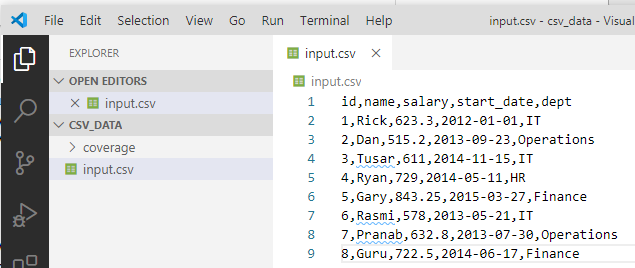 File Edit Selection View Go Run Terminal Help input.csv - csv_data - Visual
EXPLORER
OPEN EDITORS
input.csv
CSV_DATA
coverage
input.csv
input.csv
input.csv
1 id,name,salary,start_date,dept
2 1,Rick,623.3,2012-01-01,IT
3 2,Dan,515.2,2013-09-23,Operations
4 3,Tusar,611,2014-11-15,IT
5 4,Ryan,729,2014-05-11,HR
6 5,Gary,843.25,2015-03-27,Finance
7 6,Rasmi,578,2013-05-21,IT
8 7,Pranab,632.8,2013-07-30,Operations
9 8,Guru,722.5,2014-06-17,Finance